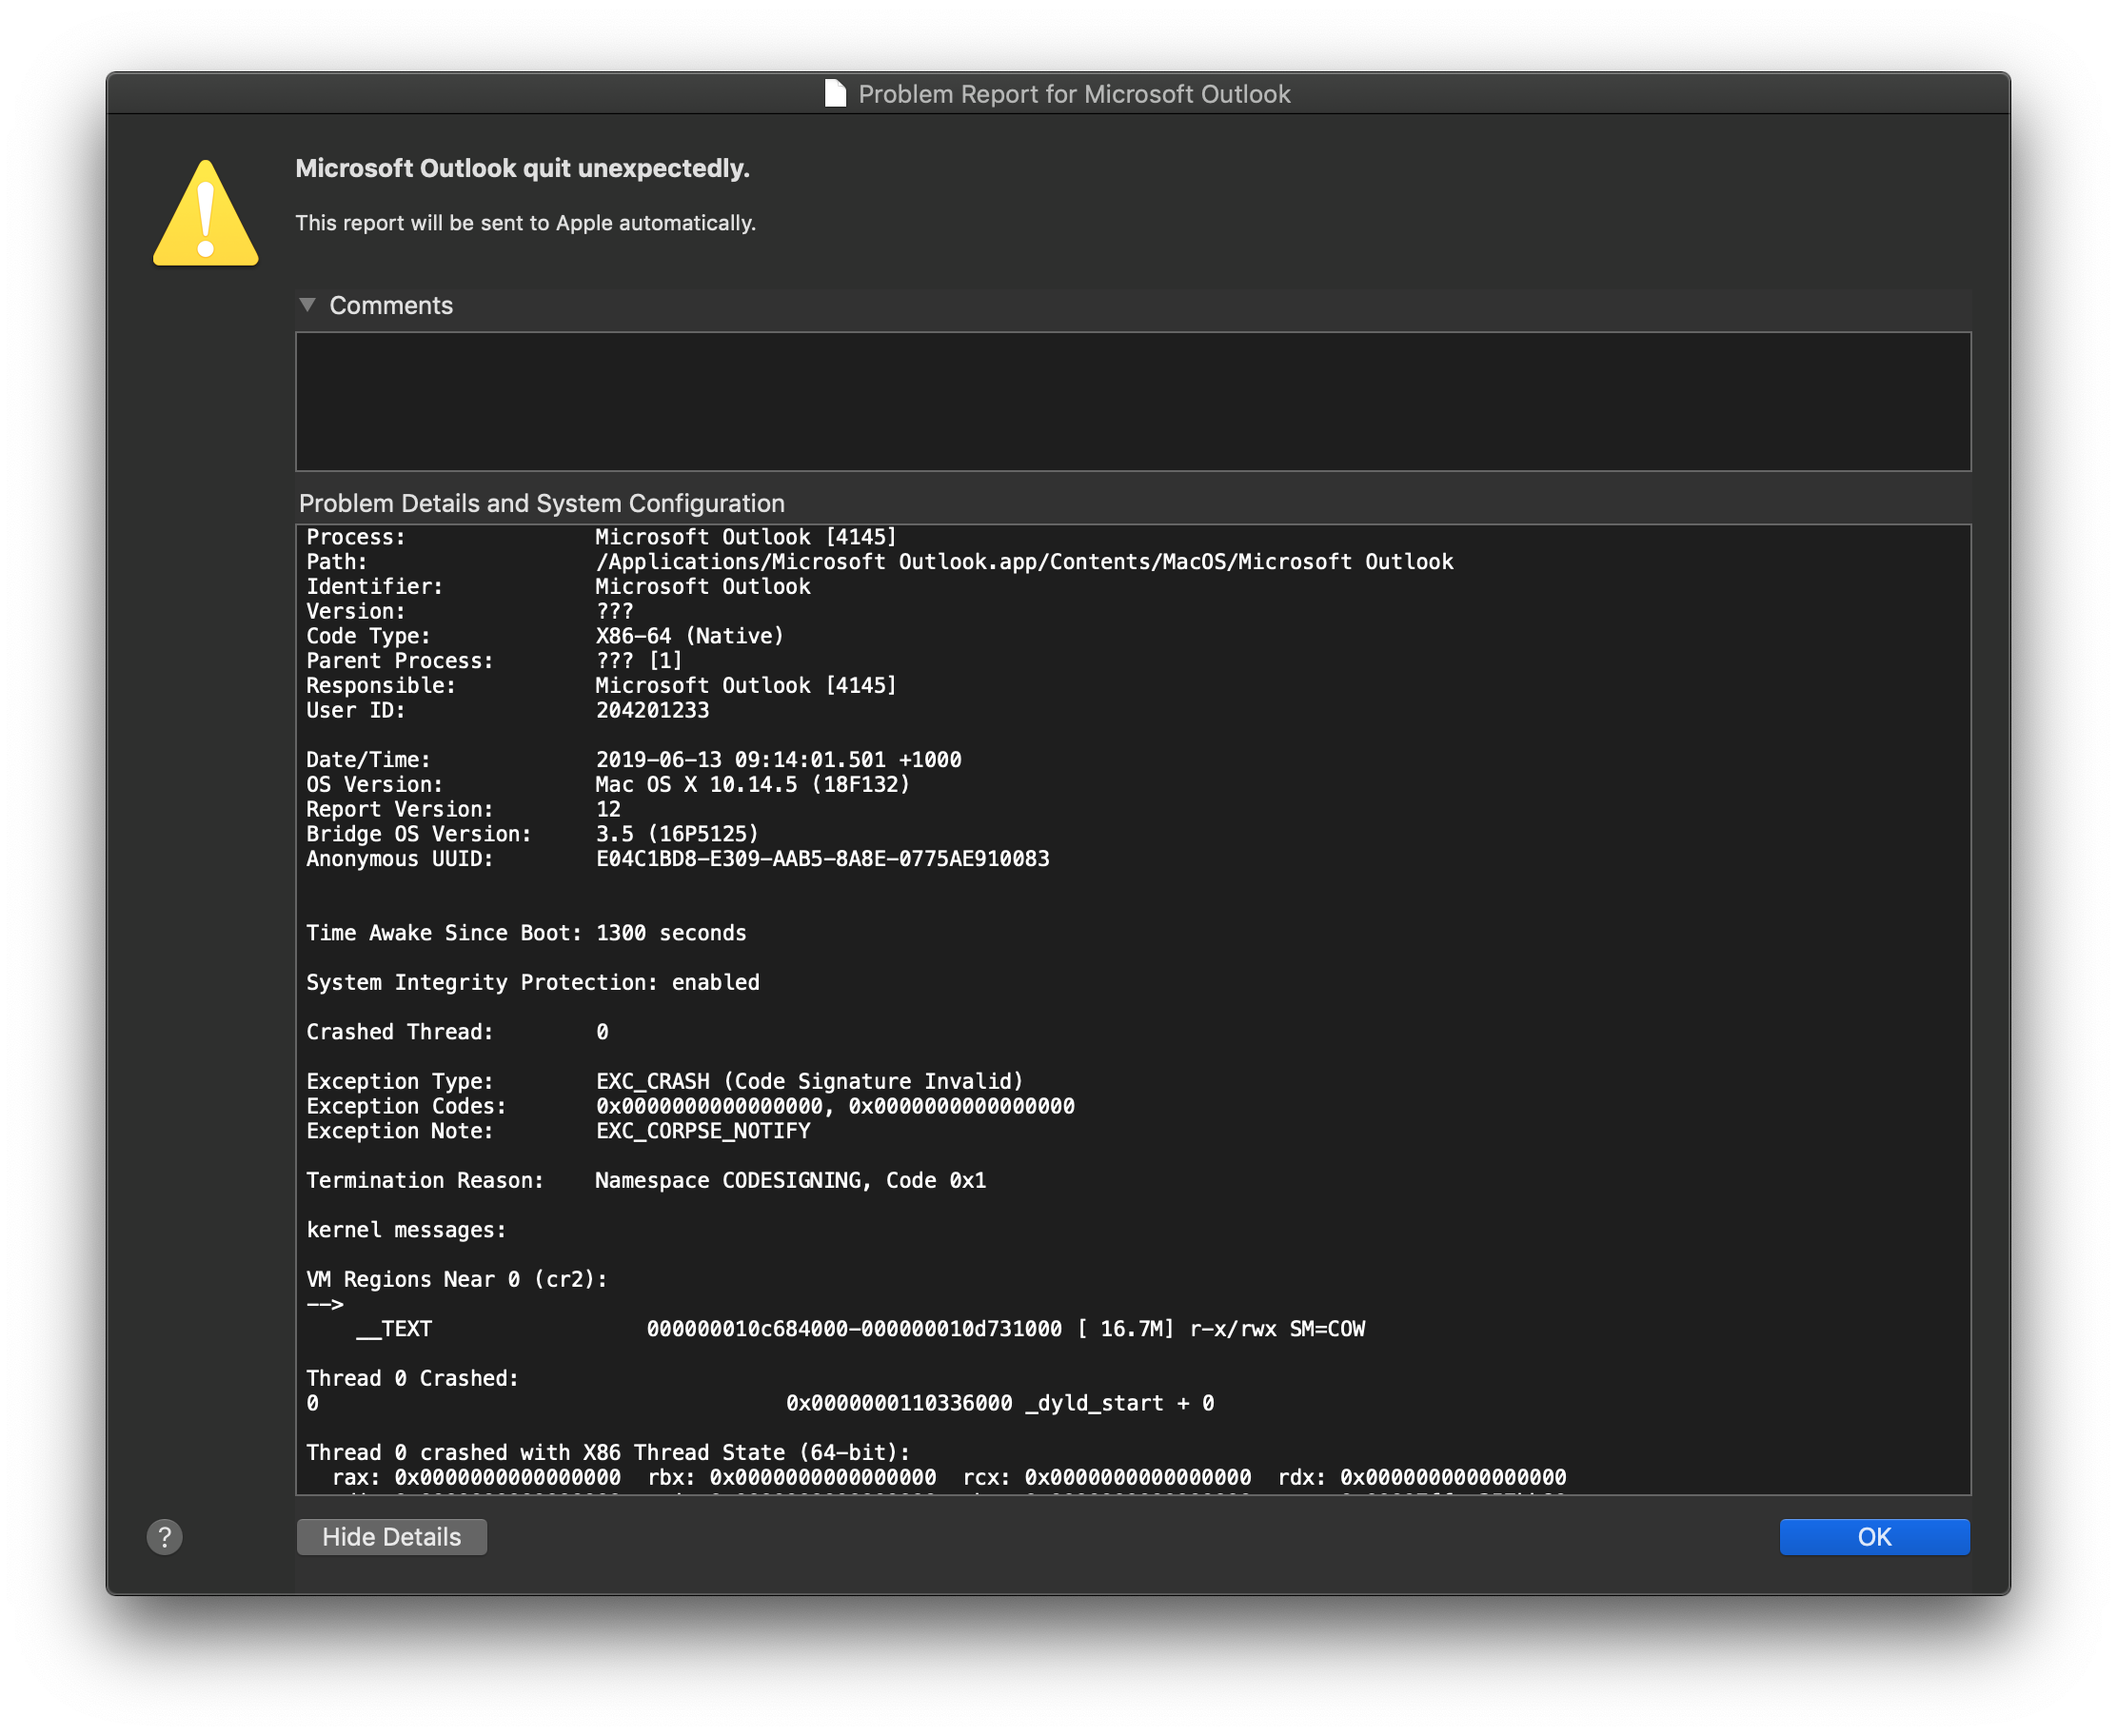 Problem Report for Microsoft Outlook
Microsoft Outlook quit unexpectedly.
This report will be sent to Apple automatically.
Comments
Problem Details and System Configuration
Process: Microsoft Outlook [4145]
Path: /Applications/Microsoft Outlook.app/Contents/MacOS/Microsoft Outlook
Identifier: Microsoft Outlook
Version: ???
Code Type: X86-64 (Native)
Parent Process: ??? [1]
Responsible: Microsoft Outlook [4145]
User ID: 204201233
Date/Time: 2019-06-13 09:14:01.501 +1000
OS Version: Mac OS X 10.14.5 (18F132)
Report Version: 12
Bridge OS Version: 3.5 (16P5125)
Anonymous UUID: E04C1BD8-E309-AAB5-8A8E-0775AE910083
Time Awake Since Boot: 1300 seconds
System Integrity Protection: enabled
Crashed Thread: 0
Exception Type: EXC_CRASH (Code Signature Invalid)
Exception Codes: 0x0000000000000000, 0x0000000000000000
Exception Note: EXC_CORPSE_NOTIFY
Termination Reason: Namespace CODESIGNING, Code 0x1
kernel messages:
VM Regions Near 0 (cr2):
-->
__TEXT 000000010c684000-000000010d731000 [ 16.7M] r-x/rwx SM=COW
Thread 0 Crashed:
0 0x0000000110336000 _dyld_start + 0
Thread 0 crashed with X86 Thread State (64-bit):
rax: 0x0000000000000000 rbx: 0x0000000000000000 rcx: 0x0000000000000000 rdx: 0x0000000000000000
? Hide Details OK